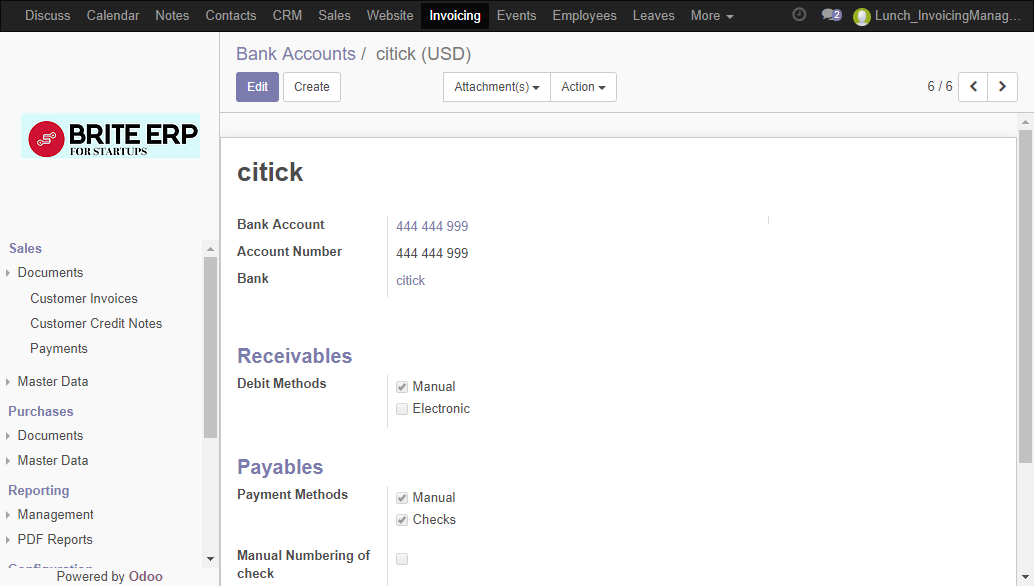 Discuss Calendar Notes Contacts CRM Sales Website Invoicing Events Employees Leaves More 2 Lunch_InvoicingManag...
Bank Accounts / citick (USD)
Edit Create Attachment(s) Action 6 / 6
BRITE ERP
FOR STARTUPS
Sales
Documents
Customer Invoices
Customer Credit Notes
Payments
Master Data
Purchases
Documents
Master Data
Reporting
Management
PDF Reports
Configuration
Powered by Odoo
citick
Bank Account 444 444 999
Account Number 444 444 999
Bank citick
Receivables
Debit Methods Manual
Electronic
Payables
Payment Methods Manual
Checks
Manual Numbering of
check